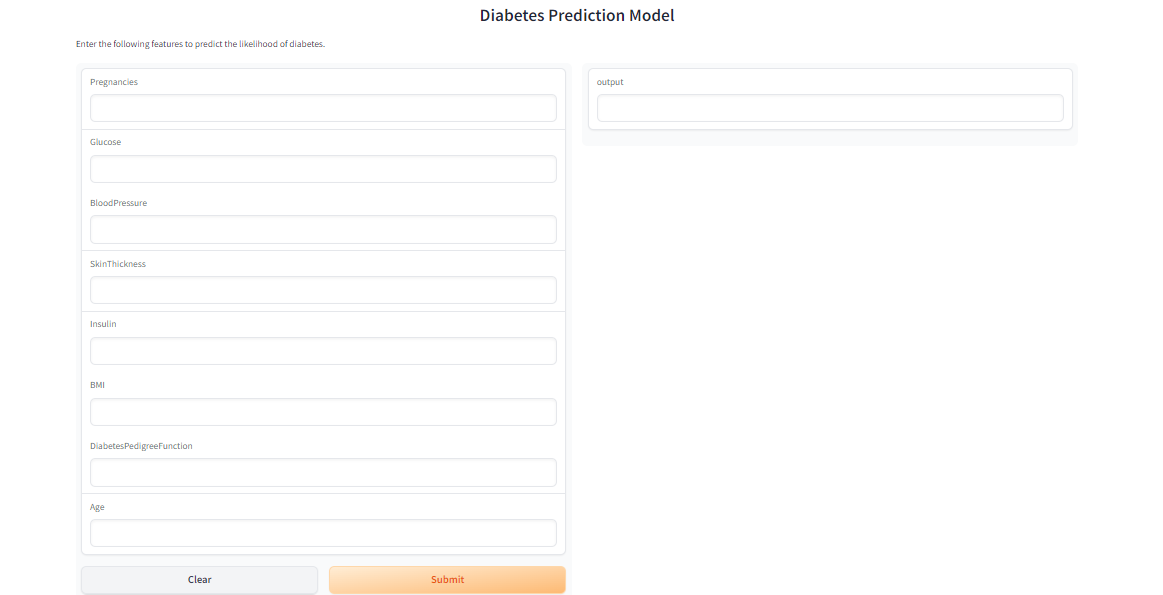 Diabetes Prediction Model
Enter the following features to predict the likelihood of diabetes.
Pregnancies
Glucose
BloodPressure
SkinThickness
Insulin
BMI
DiabetesPedigreeFunction
Age
Clear
Submit
output